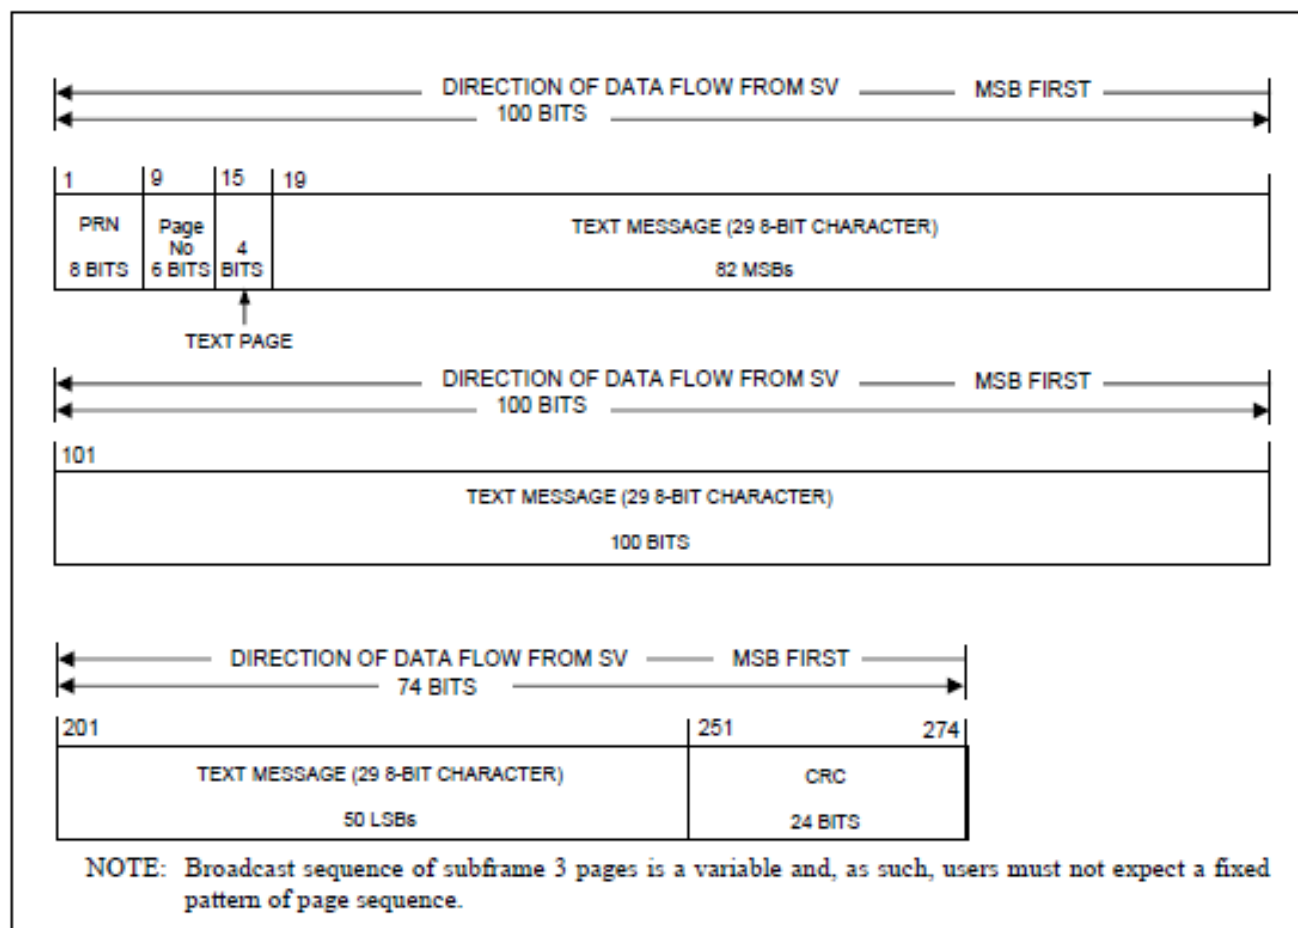 DIRECTION OF DATA FLOW FROM SV MSB FIRST
100 BITS
1 9 15 19
PRN
8 BITS
Page
No
6 BITS
4
BITS
TEXT MESSAGE (29 8-BIT CHARACTER)
82 MSBs
TEXT PAGE
DIRECTION OF DATA FLOW FROM SV MSB FIRST
100 BITS
101
TEXT MESSAGE (29 8-BIT CHARACTER)
100 BITS
DIRECTION OF DATA FLOW FROM SV MSB FIRST
74 BITS
201 251 274
TEXT MESSAGE (29 8-BIT CHARACTER)
50 LSBs
CRC
24 BITS
NOTE: Broadcast sequence of subframe 3 pages is a variable and, as such, users must not expect a fixed
pattern of page sequence.